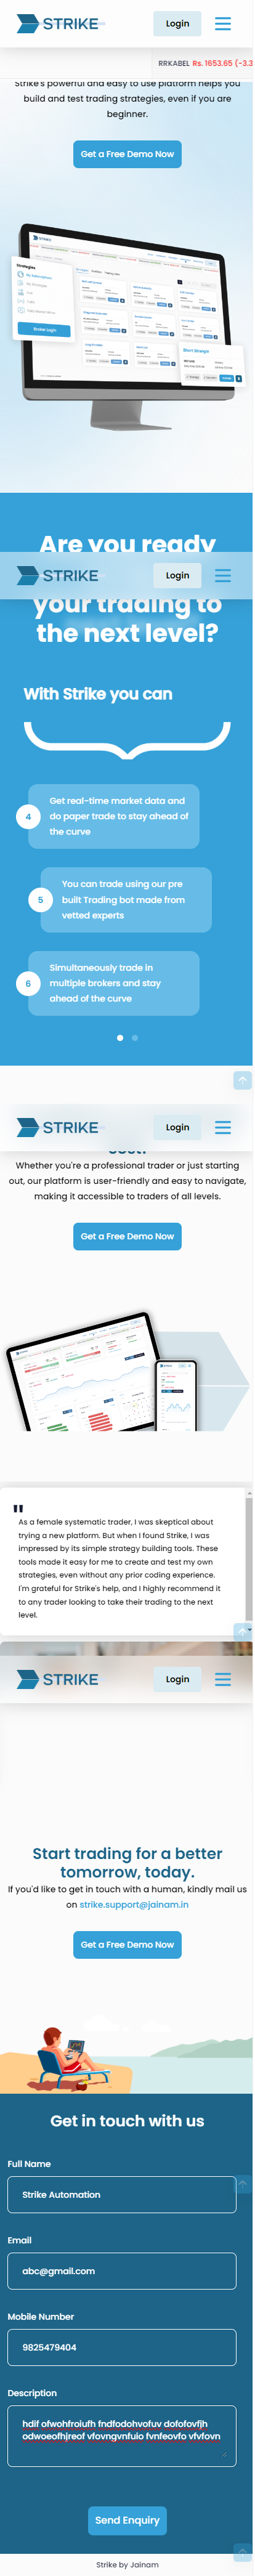 STRIKE
Login
RRKABEL Rs. 1653.65 (-3.3
Strike's powerful and easy to use platform helps you
build and test trading strategies, even if you are
beginner.
Get a Free Demo Now
STRIKE
Strategies
Broker Login
Short Strangle
Are you ready
STRIKE
Login
your trading to
the next level?
With Strike you can
4
Get real-time market data and
do paper trade to stay ahead of
the curve
5
You can trade using our pre
built Trading bot made from
vetted experts
6
Simultaneously trade in
multiple brokers and stay
ahead of the curve
STRIKE
Login
Whether you're a professional trader or just starting
out, our platform is user-friendly and easy to navigate,
making it accessible to traders of all levels.
Get a Free Demo Now
"
As a female systematic trader, I was skeptical about
trying a new platform. But when I found Strike, I was
impressed by its simple strategy building tools. These
tools made it easy for me to create and test my own
strategies, even without any prior coding experience.
I'm grateful for Strike's help, and I highly recommend it
to any trader looking to take their trading to the next
level.
STRIKE
Login
Start trading for a better
tomorrow, today.
If you'd like to get in touch with a human, kindly mail us
on strike.support@jainam.in
Get a Free Demo Now
Get in touch with us
Full Name
Strike Automation
Email
abc@gmail.com
Mobile Number
9825479404
Description
hdif ofwohfroiufh fndfodohvofuv dofofovfjh
odwoeofhjreof vfovngvnfuio fvnfeovfo vfvfovn
Send Enquiry
Strike by Jainam